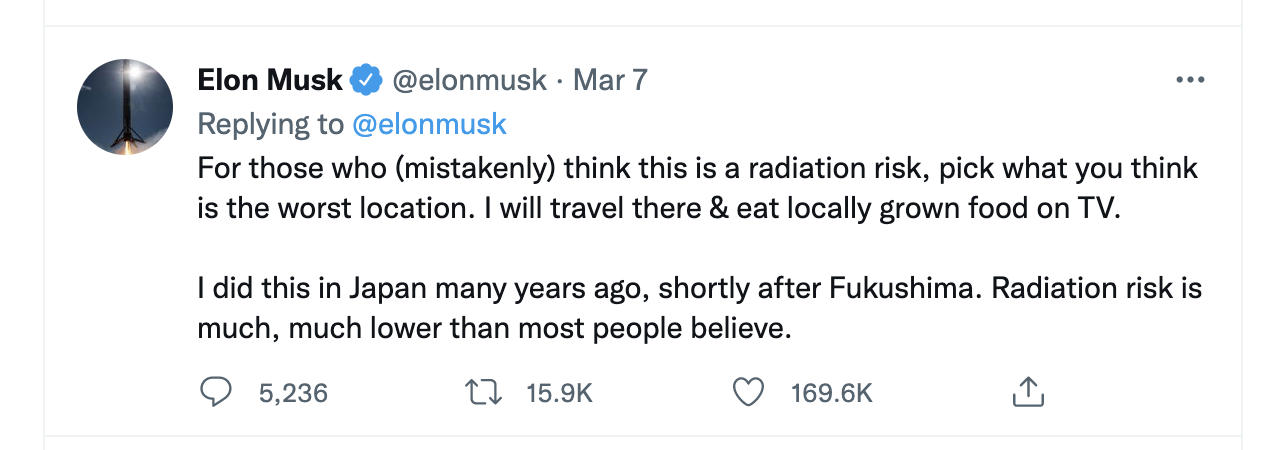 Elon Musk @elonmusk · Mar 7
Replying to @elonmusk
For those who (mistakenly) think this is a radiation risk, pick what you think
is the worst location. I will travel there & eat locally grown food on TV.
I did this in Japan many years ago, shortly after Fukushima. Radiation risk is
much, much lower than most people believe.
5,236 15.9K 169.6K